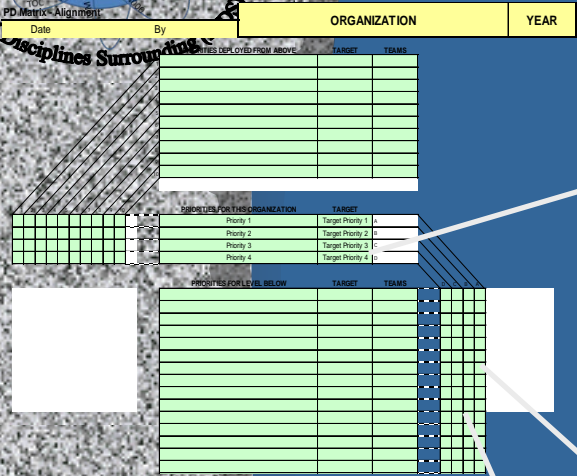 TOC
PD Matrix - Alignment
ORGANIZATION YEAR
Date By
Disciplines Surrounding
PRIORITIES DEPLOYED FROM ABOVE TARGET TEAMS
PRIORITIES FOR THIS ORGANIZATION TARGET
Priority 1 Target Priority 1 A
Priority 2 Target Priority 2 B
Priority 3 Target Priority 3 C
Priority 4 Target Priority 4 D
PRIORITIES FOR LEVEL BELOW TARGET TEAMS
D C B A